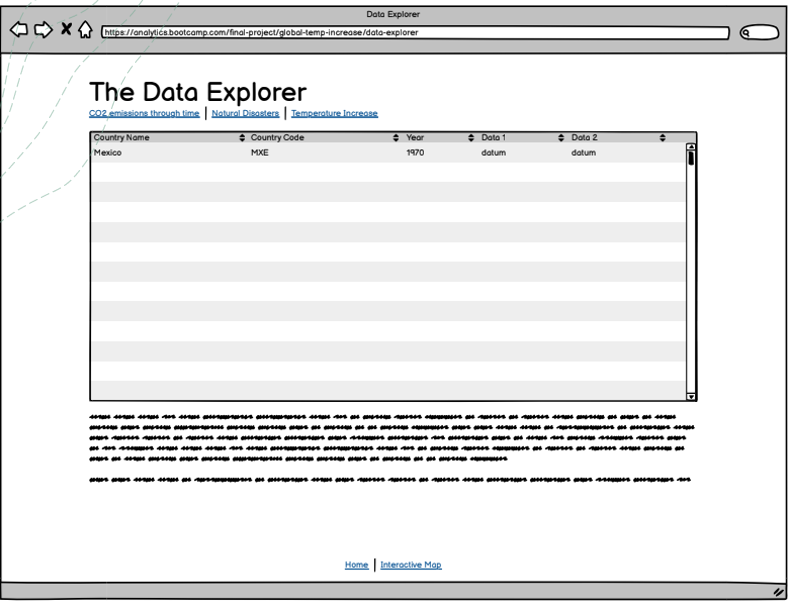 Data Explorer
https://analytics.bootcamp.com/final-project/global-temp-increase/data-explorer
The Data Explorer
CO2 emissions through time | Natural Disasters | Temperature Increase
Country Name Country Code Year Data 1 Data 2
Mexico MXE 1970 datum datum
Home | Interactive Map